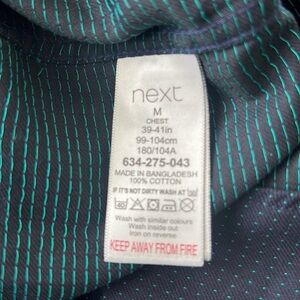 next
M
CHEST
39-41in
99-104cm
180/104A
634-275-043
MADE IN BANGLADESH
100% COTTON
IF IT'S NOT DIRTY WASH AT
Wash with similar colours
Wash inside out
Iron on reverse
KEEP AWAY FROM FIRE